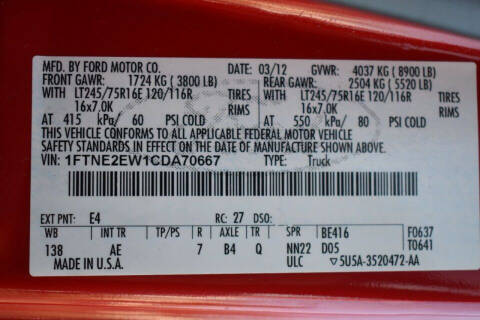 MFD. BY FORD MOTOR CO. DATE: 03/12 GVWR: 4037 KG ( 8900 LB)
FRONT GAWR: 1724 KG ( 3800 LB) REAR GAWR: 2504 KG ( 5520 LB)
WITH LT245/75R16E 120/116R TIRES WITH LT245/75R16E 120/116R TIRES
16x7.0K RIMS 16x7.0K RIMS
AT 415 kPa/ 60 PSI COLD AT 550 kPa/ 80 PSI COLD
THIS VEHICLE CONFORMS TO ALL APPLICABLE FEDERAL MOTOR VEHICLE
SAFETY STANDARDS IN EFFECT ON THE DATE OF MANUFACTURE SHOWN ABOVE.
VIN: 1FTNE2EW1CDA70667 TYPE: Truck
EXT PNT: E4 RC: 27 DSO:
WB INT TR TP/PS R AXLE TR SPR BE416 F0637
138 AE 7 B4 Q NN22 D05 T0641
MADE IN U.S.A. ULC ▽5U5A-3520472-AA